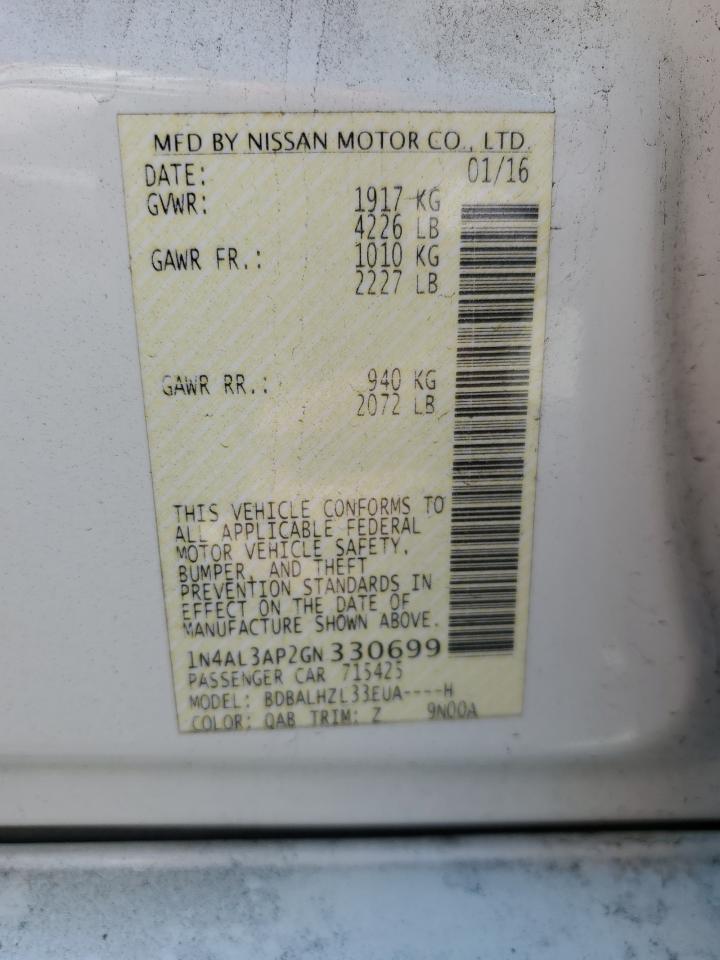 MFD BY NISSAN MOTOR CO., LTD.
DATE: 01/16
GVWR: 1917 KG
4226 LB
GAWR FR.: 1010 KG
2227 LB
GAWR RR.: 940 KG
2072 LB
THIS VEHICLE CONFORMS TO
ALL APPLICABLE FEDERAL
MOTOR VEHICLE SAFETY,
BUMPER, AND THEFT
PREVENTION STANDARDS IN
EFFECT ON THE DATE OF
MANUFACTURE SHOWN ABOVE.
1N4AL3AP2GN330699
PASSENGER CAR 715425
MODEL: BDBALHZL33EUA----H
COLOR: QAB TRIM: Z 9N00A